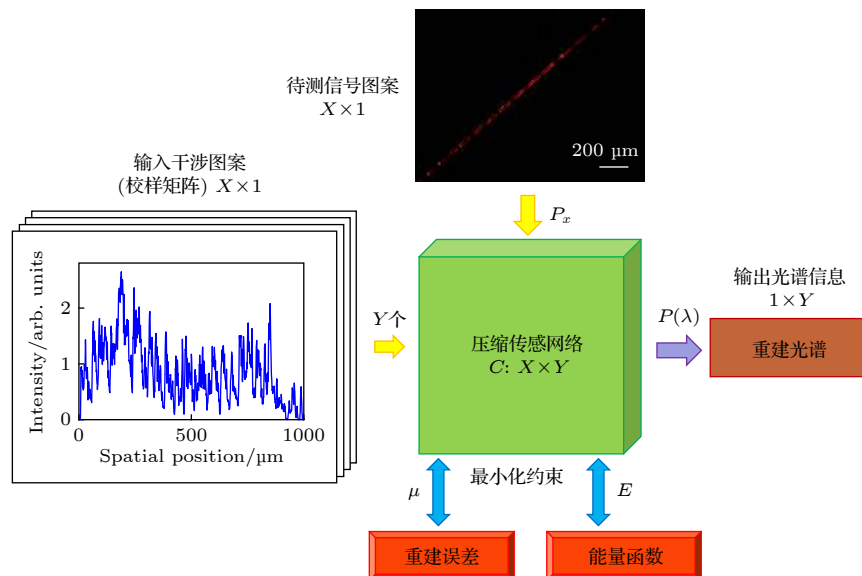 待测信号图案
X×1
200 µm
输入干涉图案
(校样矩阵) X×1
Px
Intensity/arb. units
2
1
0
0
500
1000
Spatial position/µm
Y个
压缩传感网络
C: X×Y
P(λ)
输出光谱信息
1×Y
重建光谱
µ
最小化约束
E
重建误差
能量函数